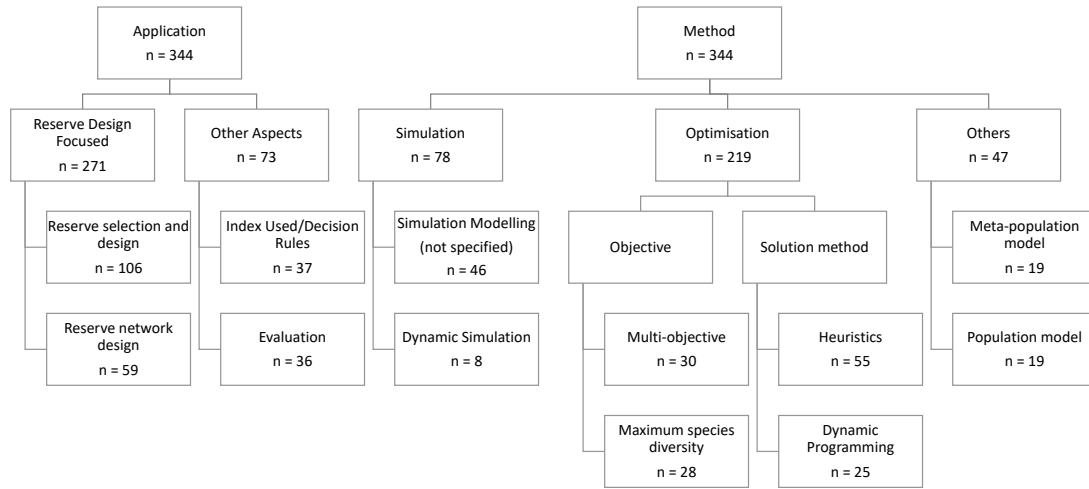 Application
n = 344
Method
n = 344
Reserve Design
Focused
n = 271
Other Aspects
n = 73
Simulation
n = 78
Optimisation
n = 219
Others
n = 47
Reserve selection and
design
n = 106
Index Used/Decision
Rules
n = 37
Simulation Modelling
(not specified)
n = 46
Objective
Solution method
Meta-population
model
n = 19
Reserve network
design
n = 59
Evaluation
n = 36
Dynamic Simulation
n = 8
Multi-objective
n = 30
Heuristics
n = 55
Population model
n = 19
Maximum species
diversity
n = 28
Dynamic
Programming
n = 25